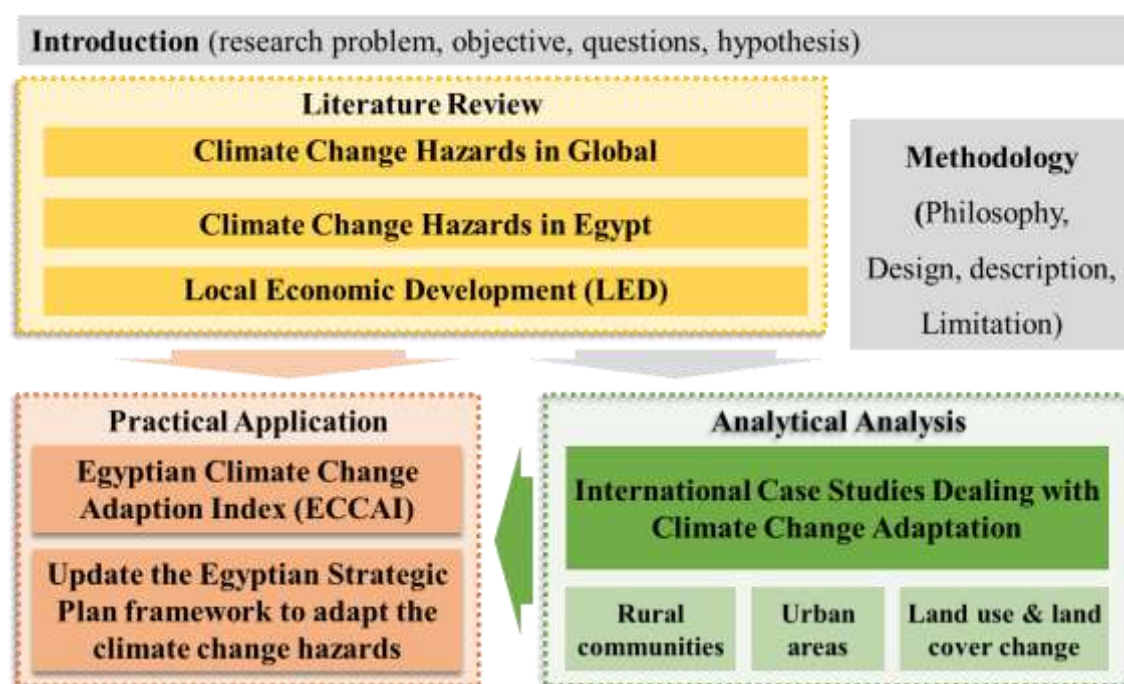 Introduction (research problem, objective, questions, hypothesis)
Literature Review
Climate Change Hazards in Global
Climate Change Hazards in Egypt
Local Economic Development (LED)
Methodology
(Philosophy,
Design, description,
Limitation)
Practical Application
Egyptian Climate Change
Adaption Index (ECCAI)
Update the Egyptian Strategic
Plan framework to adapt the
climate change hazards
Analytical Analysis
International Case Studies Dealing with
Climate Change Adaptation
Rural
communities
Urban
areas
Land use & land
cover change